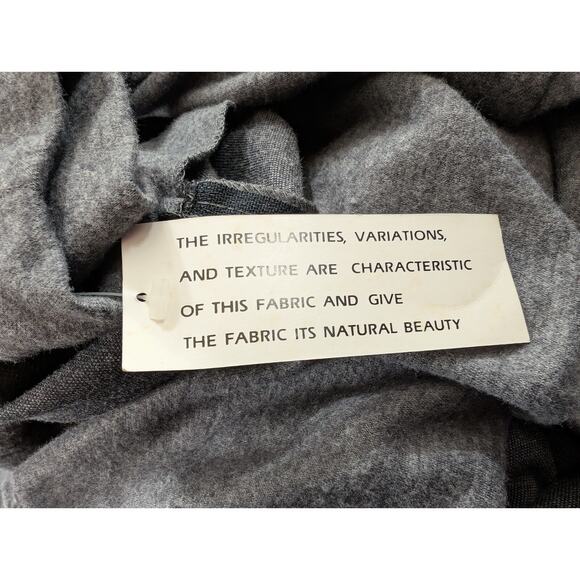 THE IRREGULARITIES, VARIATIONS,
AND TEXTURE ARE CHARACTERISTIC
OF THIS FABRIC AND GIVE
THE FABRIC ITS NATURAL BEAUTY